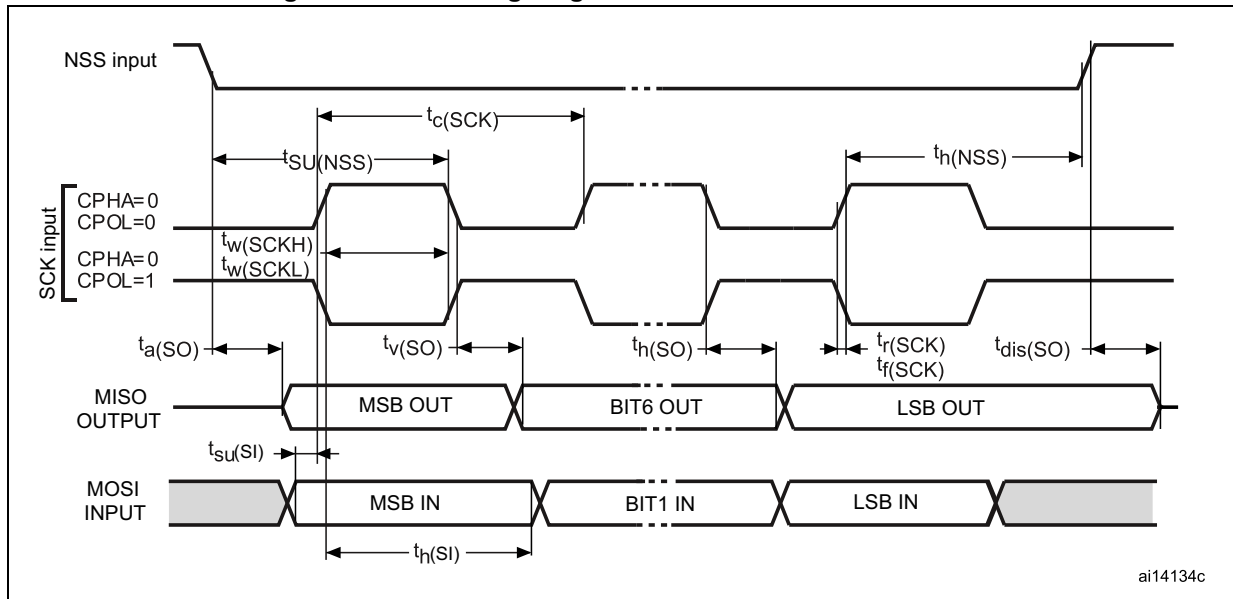 NSS input
tc(SCK)
tSU(NSS)
th(NSS)
SCK input
CPHA=0
CPOL=0
tw(SCKH)
CPHA=0
tw(SCKL)
CPOL=1
ta(SO)
tv(SO)
th(SO)
tr(SCK)
tf(SCK)
tdis(SO)
MISO
OUTPUT
MSB OUT
BIT6 OUT
LSB OUT
tsu(SI)
MOSI
INPUT
MSB IN
BIT1 IN
LSB IN
th(SI)
ai14134c